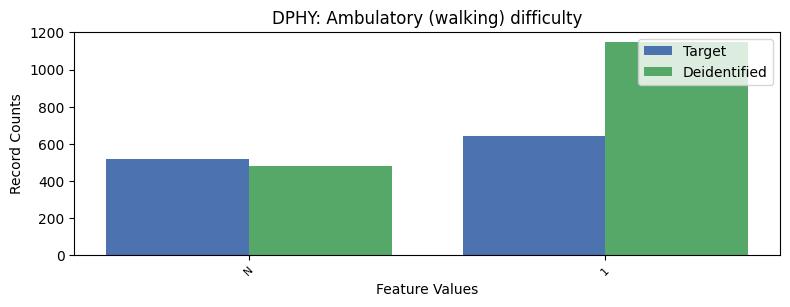 DPHY: Ambulatory (walking) difficulty
Target
Deidentified
Record Counts
1200
1000
800
600
400
200
0
N
1
Feature Values